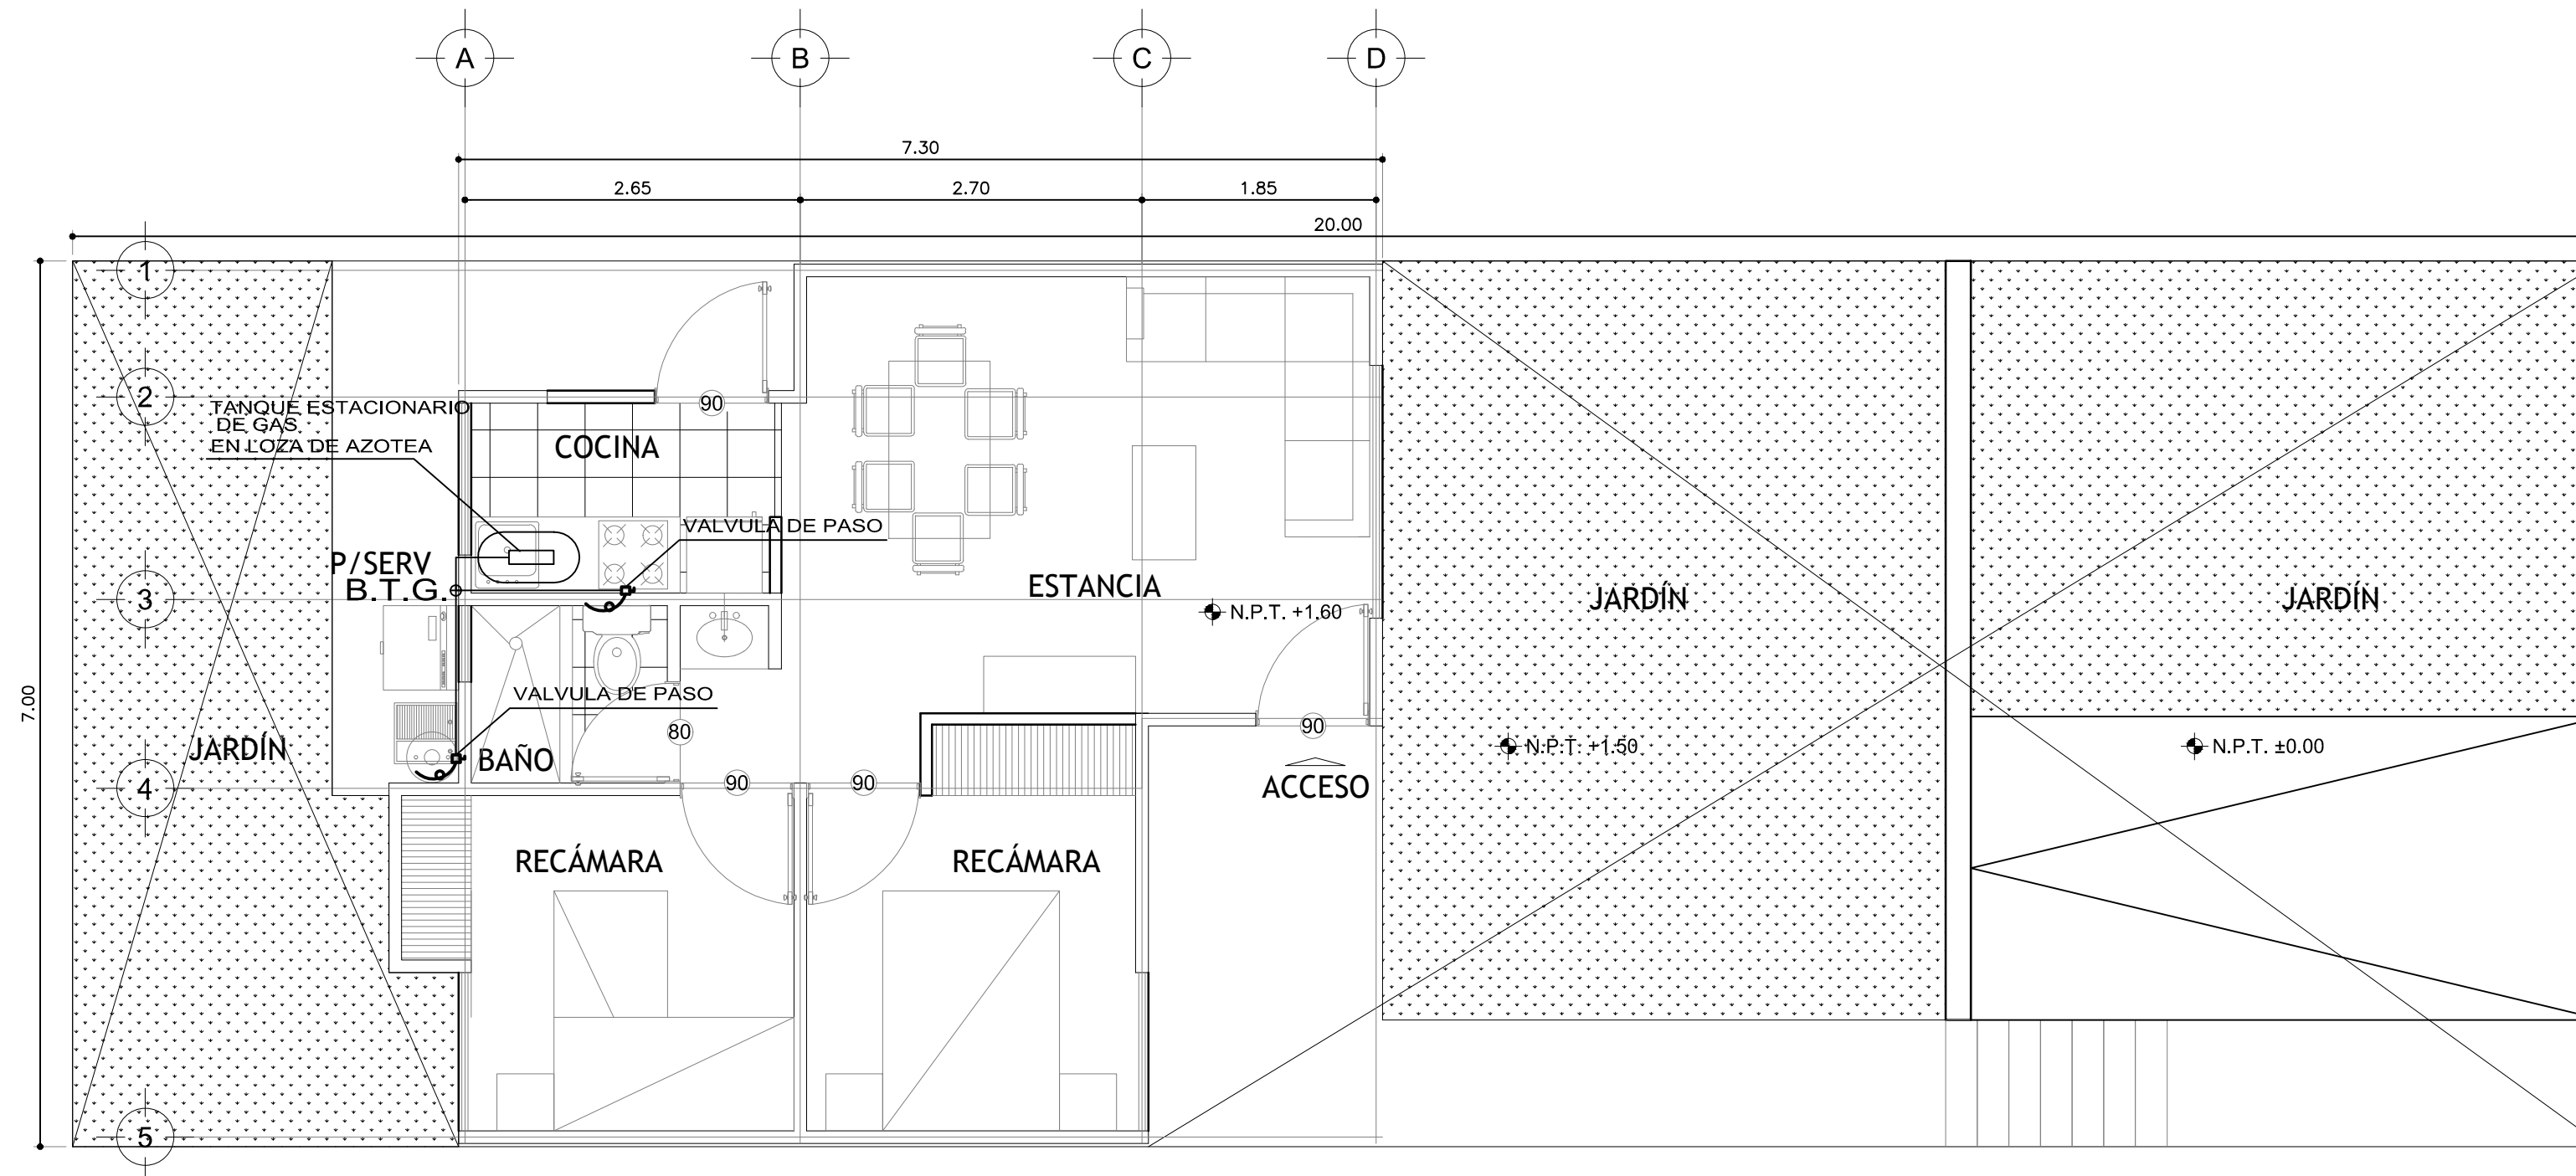 A
B
C
D
7.30
2.65
2.70
1.85
20.00
1
2
TANQUE ESTACIONARIO
DE GAS
EN LOZA DE AZOTEA
90
COCINA
VALVULA DE PASO
P/SERV
B.T.G.
3
ESTANCIA
N.P.T. +1.60
JARDÍN
JARDÍN
7.00
VALVULA DE PASO
80
90
JARDÍN
BAÑO
N.P.T. +1.50
N.P.T. ±0.00
4
90
90
ACCESO
RECÁMARA
RECÁMARA
5